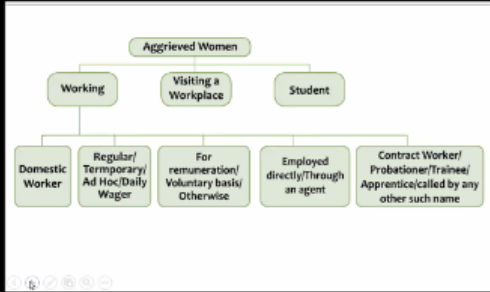 Aggrieved Women
Working
Visiting a
Workplace
Student
Domestic
Worker
Regular/
Termporary/
Ad Hoc/Daily
Wager
For
remuneration/
Voluntary basis/
Otherwise
Employed
directly/Through
an agent
Contract Worker/
Probationer/Trainee/
Apprentice/called by any
other such name